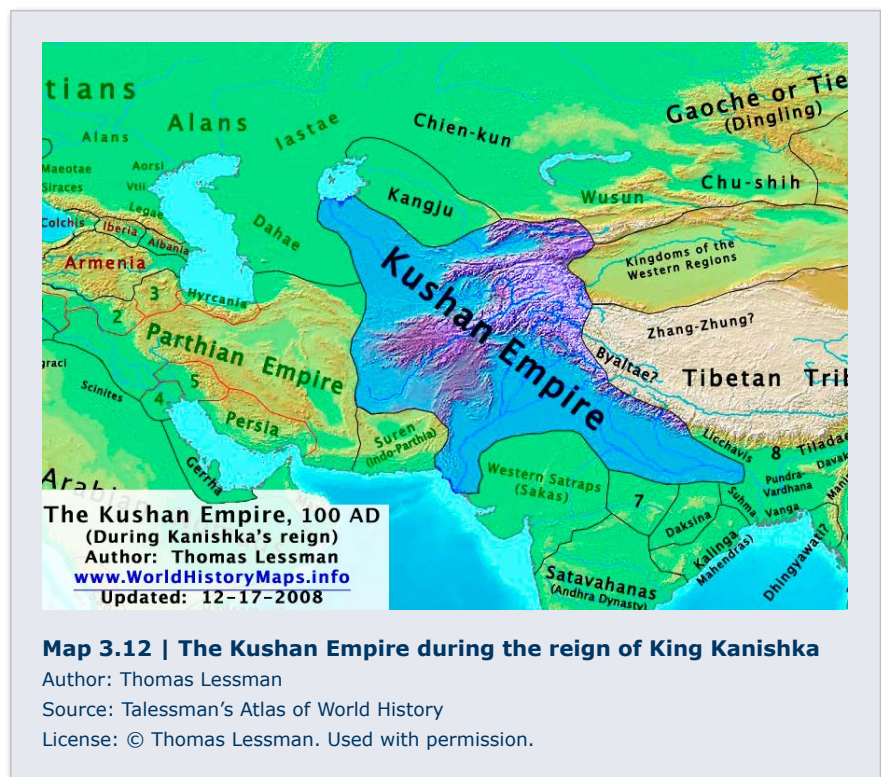 tians
Alans
Alans
Iastae
Chien-kun
Gaoche or Tie
(Dingling)
Maeotae
Siraces
Aorsi
Vtii
Legae
Dahae
Kangju
Wusun
Chu-shih
Colchis
Iberia
Albania
Armenia
Kingdoms of the
Western Regions
3
Hyrcania
2
Parthian Empire
Kushan Empire
Zhang-Zhung?
Byaltae?
Tibetan Trib
graci
Scinites
5
4
Persia
Suren
(Indo-Parthia)
Gerrha
Western Satraps
(Sakas)
7
Licchavis
8
Tiladae
Davak
Pundra-
Vardhana
Suhma
Vanga
Mani
Daksina
Kalinga
Mahendras)
Dhingyawati?
Satavahanas
(Andhra Dynasty)
Arabian
The Kushan Empire, 100 AD
(During Kanishka's reign)
Author: Thomas Lessman
www.WorldHistoryMaps.info
Updated: 12-17-2008
Map 3.12 | The Kushan Empire during the reign of King Kanishka
Author: Thomas Lessman
Source: Talessman’s Atlas of World History
License: © Thomas Lessman. Used with permission.